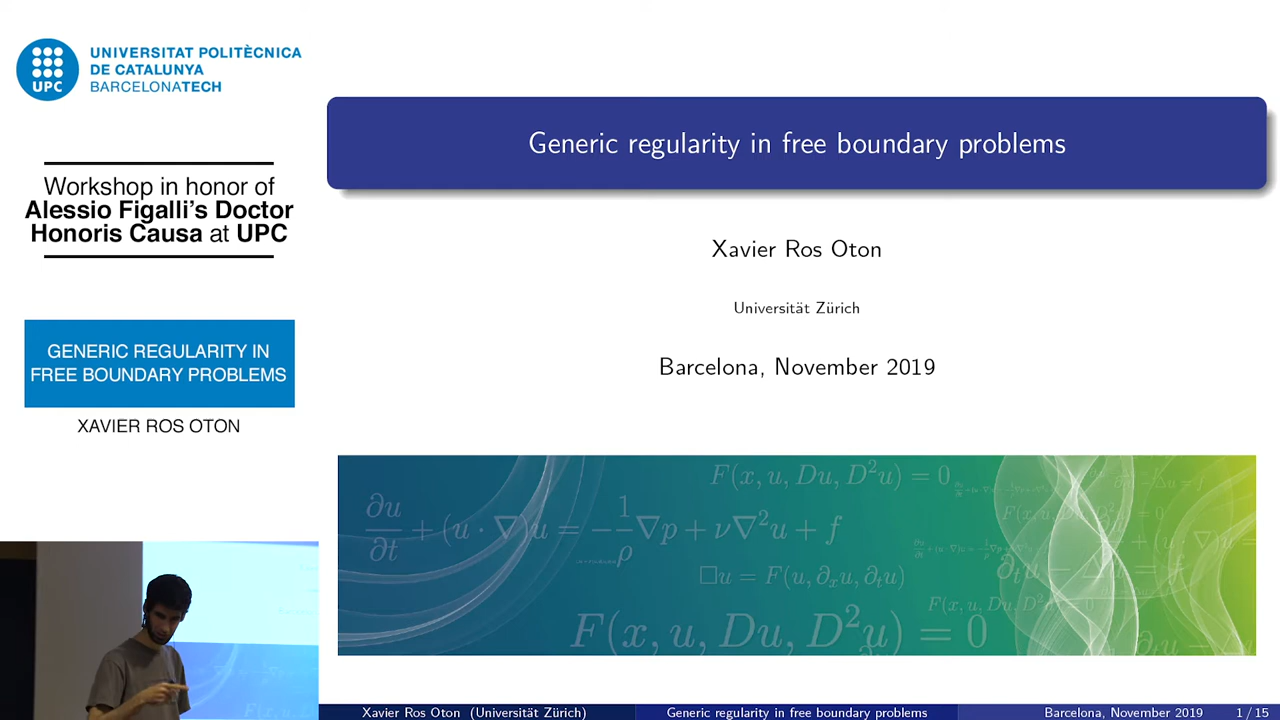 UNIVERSITAT POLITÈCNICA
DE CATALUNYA
BARCELONATECH
UPC
Workshop in honor of
Alessio Figalli's Doctor
Honoris Causa at UPC
GENERIC REGULARITY IN
FREE BOUNDARY PROBLEMS
XAVIER ROS OTON
Generic regularity in free boundary problems
Xavier Ros Oton
Universität Zürich
Barcelona, November 2019
F(x, u, Du, D²u) = 0
∂u/∂t + (u · ∇)u = −1/ρ ∇p + ν∇²u + f
□u = F(u, ∂ₓu, ∂ₜu)
F(x, u, Du, D²u) = 0
Xavier Ros Oton (Universität Zürich)
Generic regularity in free boundary problems
Barcelona, November 2019
1 / 15